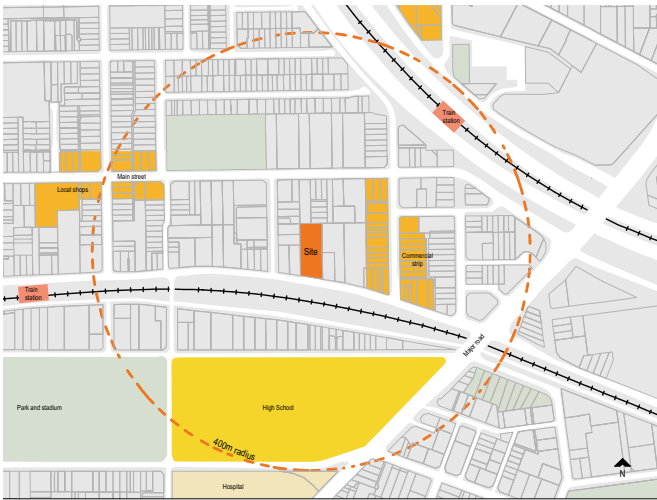 Train
station
Main street
Local shops
Site
Commercial
strip
Train
station
Major road
Park and stadium
High School
400m radius
N
Hospital